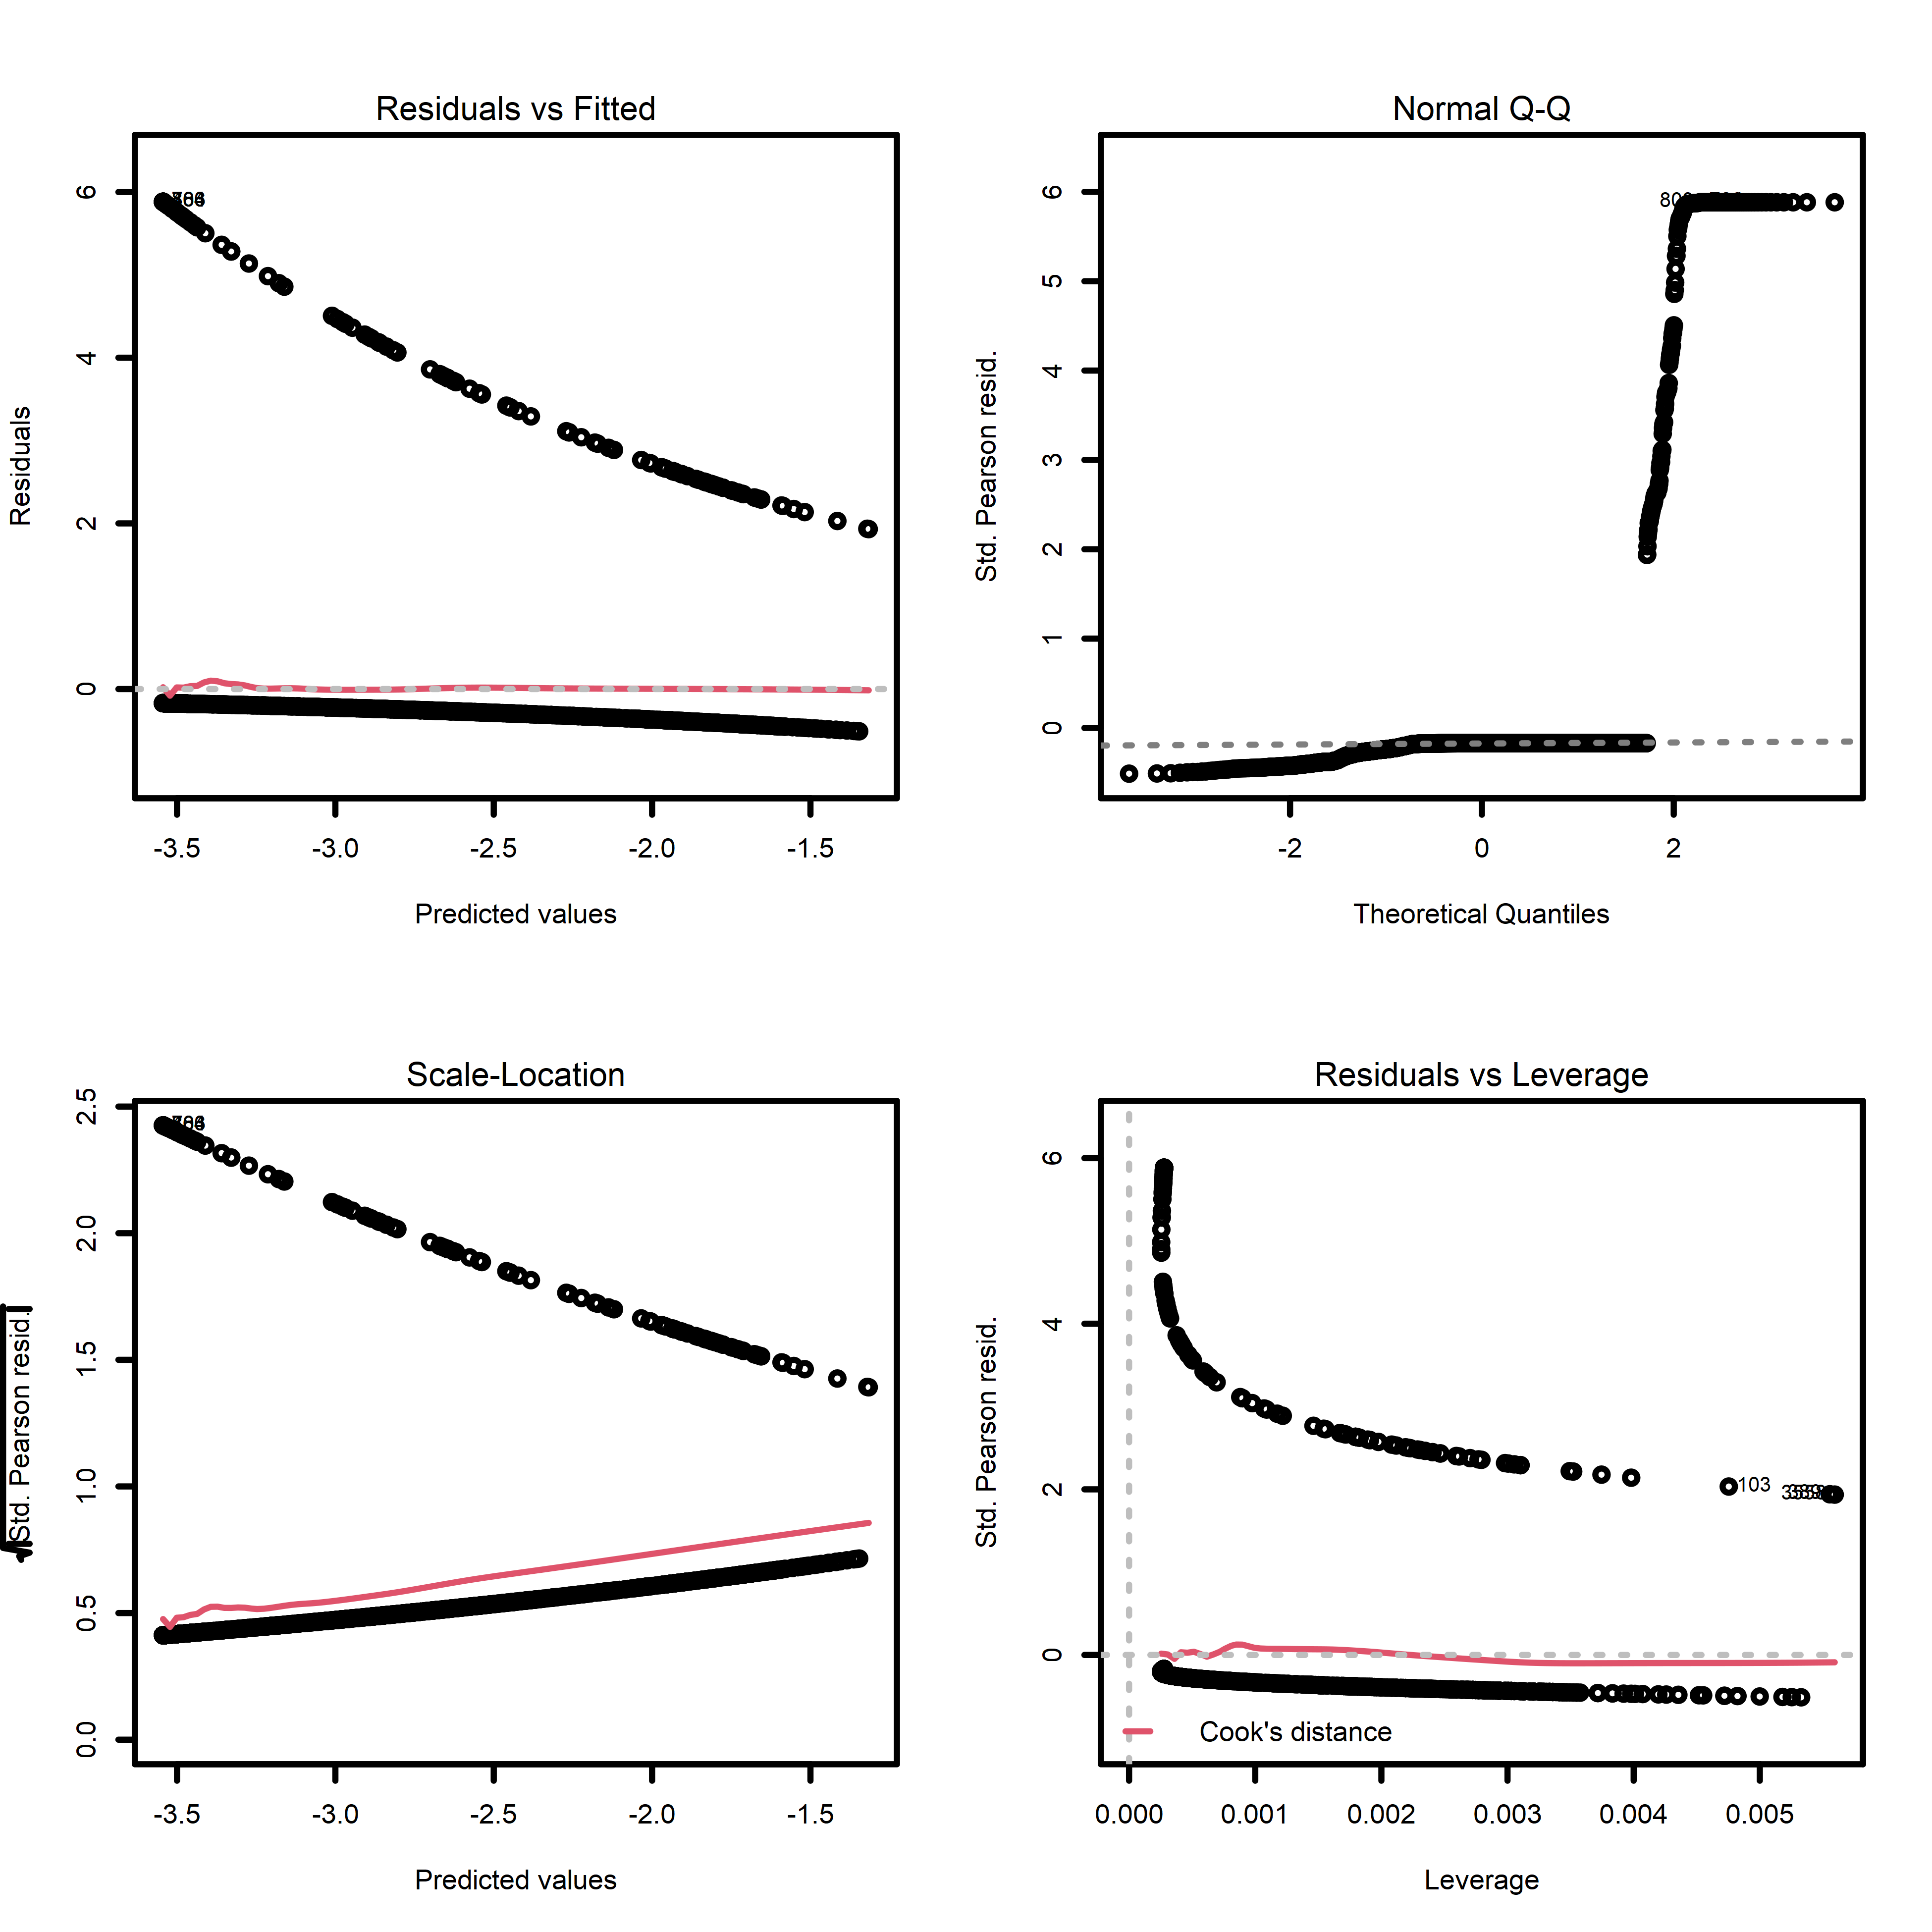 Residuals vs Fitted
Residuals
6
4
2
0
-3.5 -3.0 -2.5 -2.0 -1.5
Predicted values
Normal Q-Q
Std. Pearson resid.
6
5
4
3
2
1
0
-2 0 2
Theoretical Quantiles
Scale-Location
√|Std. Pearson resid.|
2.5
2.0
1.5
1.0
0.5
0.0
-3.5 -3.0 -2.5 -2.0 -1.5
Predicted values
Residuals vs Leverage
Std. Pearson resid.
6
4
2
0
103
Cook's distance
0.000 0.001 0.002 0.003 0.004 0.005
Leverage